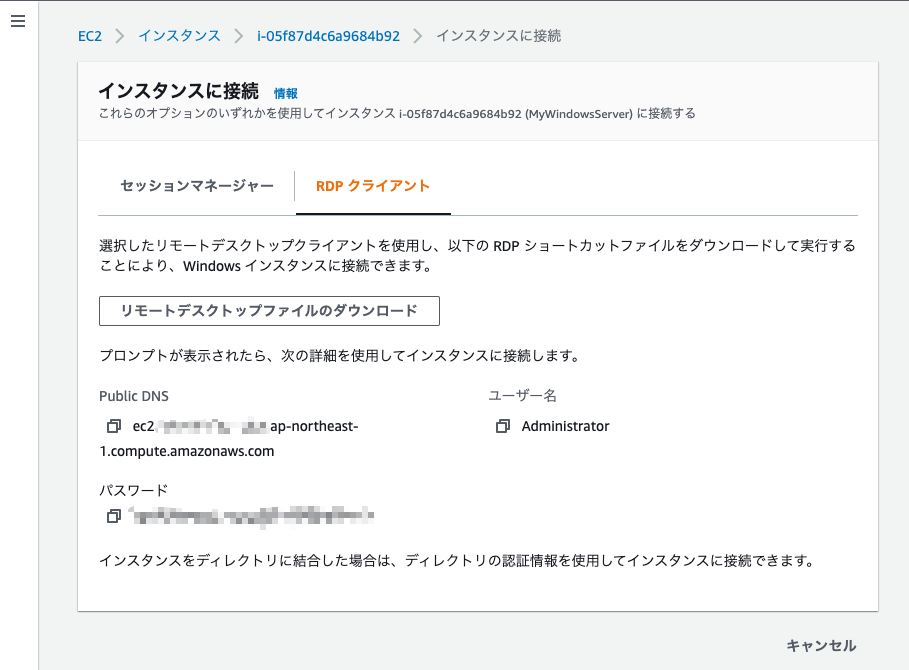 EC2 > インスタンス > i-05f87d4c6a9684b92 > インスタンスに接続
インスタンスに接続 情報
これらのオプションのいずれかを使用してインスタンス i-05f87d4c6a9684b92 (MyWindowsServer) に接続する
セッションマネージャー RDP クライアント
選択したリモートデスクトップクライアントを使用し、以下の RDP ショートカットファイルをダウンロードして実行する
ことにより、Windows インスタンスに接続できます。
リモートデスクトップファイルのダウンロード
プロンプトが表示されたら、次の詳細を使用してインスタンスに接続します。
Public DNS
ec2 ap-northeast-
1.compute.amazonaws.com
ユーザー名
Administrator
パスワード
インスタンスをディレクトリに結合した場合は、ディレクトリの認証情報を使用してインスタンスに接続できます。
キャンセル